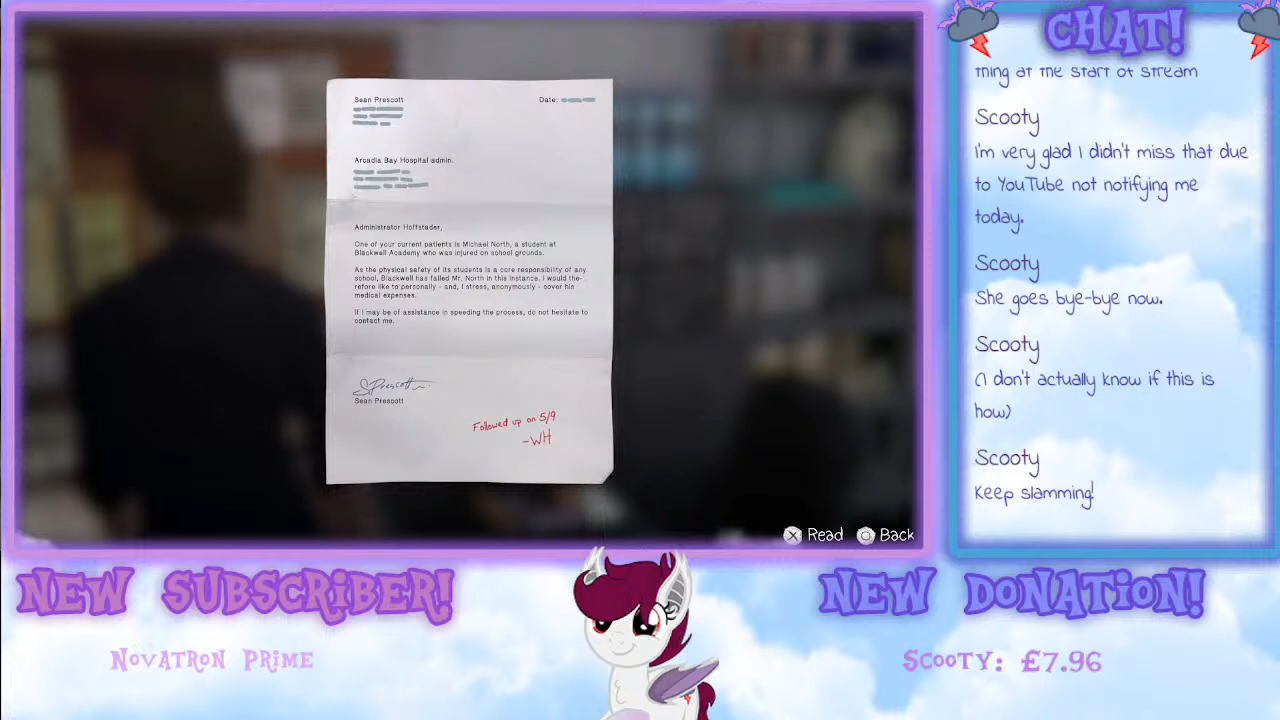 Sean Prescott
Date:
Arcadia Bay Hospital admin.
Administrator Hoffstader,
One of your current patients is Michael North, a student at
Blackwell Academy who was injured on school grounds.
As the physical safety of its students is a core responsibility of any
school, Blackwell has failed Mr. North in this instance. I would the-
refore like to personally - and, I stress, anonymously - cover his
medical expenses.
If I may be of assistance in speeding the process, do not hesitate to
contact me.
SPrescott
Sean Prescott
Followed up on 5/9
-WH
Read
Back
CHAT!
thing at the start of stream
Scooty
I'm very glad I didn't miss that due
to YouTube not notifying me
today.
Scooty
She goes bye-bye now.
Scooty
(I don't actually know if this is
how)
Scooty
Keep slamming!
NEW SUBSCRIBER!
Novatron Prime
NEW DONATION!
Scooty: £7.96